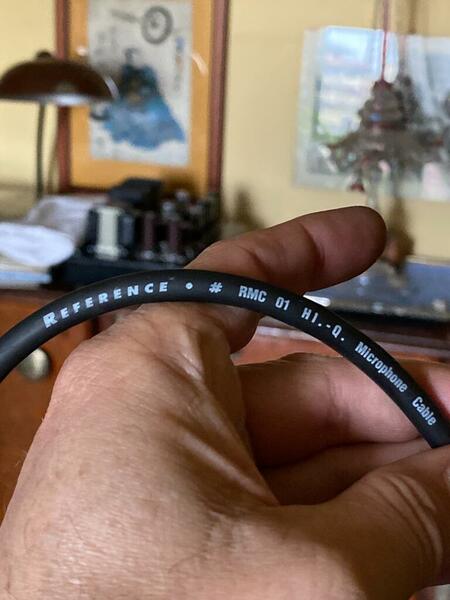 REFERENCE • # RMC 01 HI.-Q. Microphone Cable